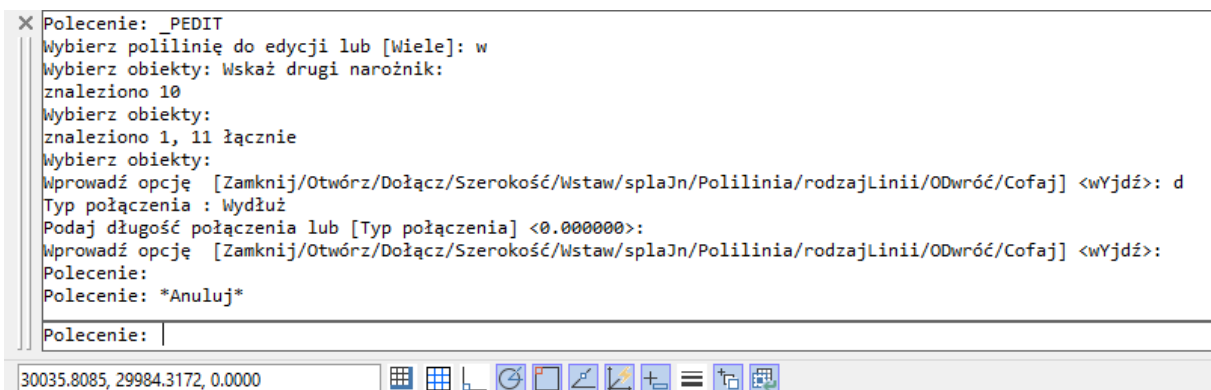 Polecenie: _PEDIT
Wybierz polilinię do edycji lub [Wiele]: w
Wybierz obiekty: Wskaż drugi narożnik:
znaleziono 10
Wybierz obiekty:
znaleziono 1, 11 łącznie
Wybierz obiekty:
Wprowadź opcję  [Zamknij/Otwórz/Dołącz/Szerokość/Wstaw/splaJn/Polilinia/rodzajLinii/ODwróć/Cofaj] <wYjdź>: d
Typ połączenia : Wydłuż
Podaj długość połączenia lub [Typ połączenia] <0.000000>:
Wprowadź opcję  [Zamknij/Otwórz/Dołącz/Szerokość/Wstaw/splaJn/Polilinia/rodzajLinii/ODwróć/Cofaj] <wYjdź>:
Polecenie:
Polecenie: *Anuluj*
Polecenie:
30035.8085, 29984.3172, 0.0000